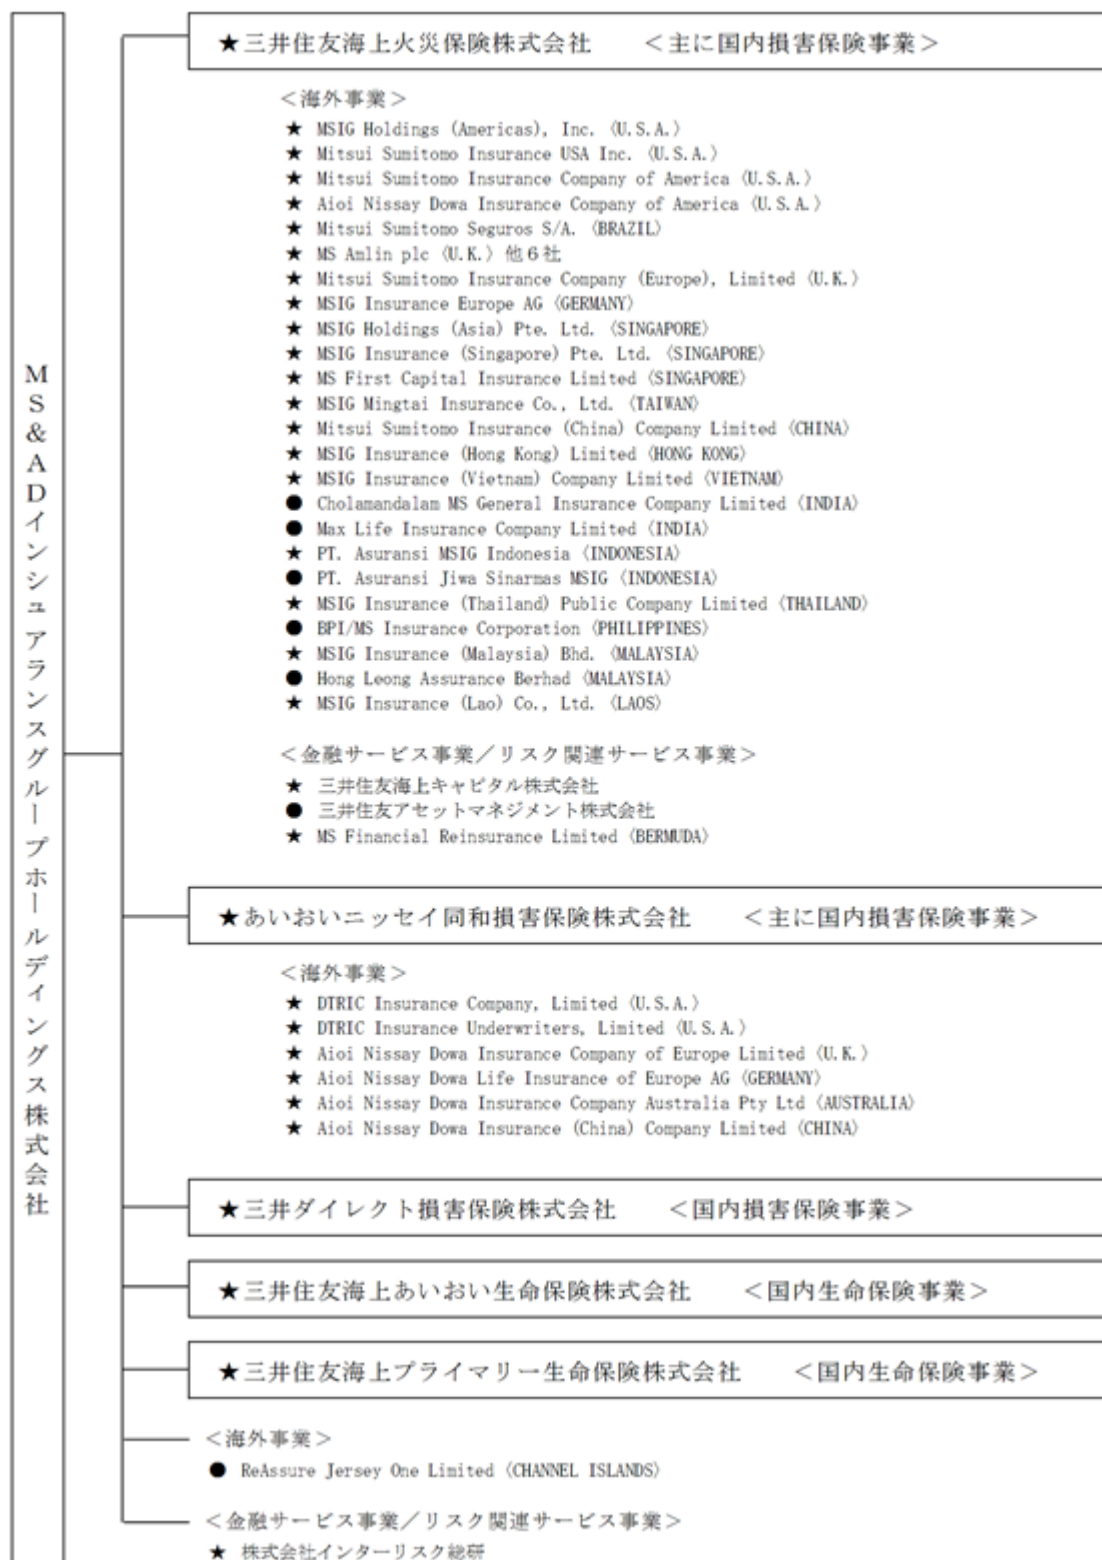 MS&ADインシュアランスグループホールディングス株式会社
★三井住友海上火災保険株式会社 ＜主に国内損害保険事業＞
＜海外事業＞
★ MSIG Holdings (Americas), Inc. 〈U.S.A.〉
★ Mitsui Sumitomo Insurance USA Inc. 〈U.S.A.〉
★ Mitsui Sumitomo Insurance Company of America 〈U.S.A.〉
★ Aioi Nissay Dowa Insurance Company of America 〈U.S.A.〉
★ Mitsui Sumitomo Seguros S/A. 〈BRAZIL〉
★ MS Amlin plc 〈U.K.〉 他６社
★ Mitsui Sumitomo Insurance Company (Europe), Limited 〈U.K.〉
★ MSIG Insurance Europe AG 〈GERMANY〉
★ MSIG Holdings (Asia) Pte. Ltd. 〈SINGAPORE〉
★ MSIG Insurance (Singapore) Pte. Ltd. 〈SINGAPORE〉
★ MS First Capital Insurance Limited 〈SINGAPORE〉
★ MSIG Mingtai Insurance Co., Ltd. 〈TAIWAN〉
★ Mitsui Sumitomo Insurance (China) Company Limited 〈CHINA〉
★ MSIG Insurance (Hong Kong) Limited 〈HONG KONG〉
★ MSIG Insurance (Vietnam) Company Limited 〈VIETNAM〉
● Cholamandalam MS General Insurance Company Limited 〈INDIA〉
● Max Life Insurance Company Limited 〈INDIA〉
★ PT. Asuransi MSIG Indonesia 〈INDONESIA〉
● PT. Asuransi Jiwa Sinarmas MSIG 〈INDONESIA〉
★ MSIG Insurance (Thailand) Public Company Limited 〈THAILAND〉
● BPI/MS Insurance Corporation 〈PHILIPPINES〉
★ MSIG Insurance (Malaysia) Bhd. 〈MALAYSIA〉
● Hong Leong Assurance Berhad 〈MALAYSIA〉
★ MSIG Insurance (Lao) Co., Ltd. 〈LAOS〉
＜金融サービス事業／リスク関連サービス事業＞
★ 三井住友海上キャピタル株式会社
● 三井住友アセットマネジメント株式会社
★ MS Financial Reinsurance Limited 〈BERMUDA〉
★あいおいニッセイ同和損害保険株式会社 ＜主に国内損害保険事業＞
＜海外事業＞
★ DTRIC Insurance Company, Limited 〈U.S.A.〉
★ DTRIC Insurance Underwriters, Limited 〈U.S.A.〉
★ Aioi Nissay Dowa Insurance Company of Europe Limited 〈U.K.〉
★ Aioi Nissay Dowa Life Insurance of Europe AG 〈GERMANY〉
★ Aioi Nissay Dowa Insurance Company Australia Pty Ltd 〈AUSTRALIA〉
★ Aioi Nissay Dowa Insurance (China) Company Limited 〈CHINA〉
★三井ダイレクト損害保険株式会社 ＜国内損害保険事業＞
★三井住友海上あいおい生命保険株式会社 ＜国内生命保険事業＞
★三井住友海上プライマリー生命保険株式会社 ＜国内生命保険事業＞
＜海外事業＞
● ReAssure Jersey One Limited 〈CHANNEL ISLANDS〉
＜金融サービス事業／リスク関連サービス事業＞
★ 株式会社インターリスク総研